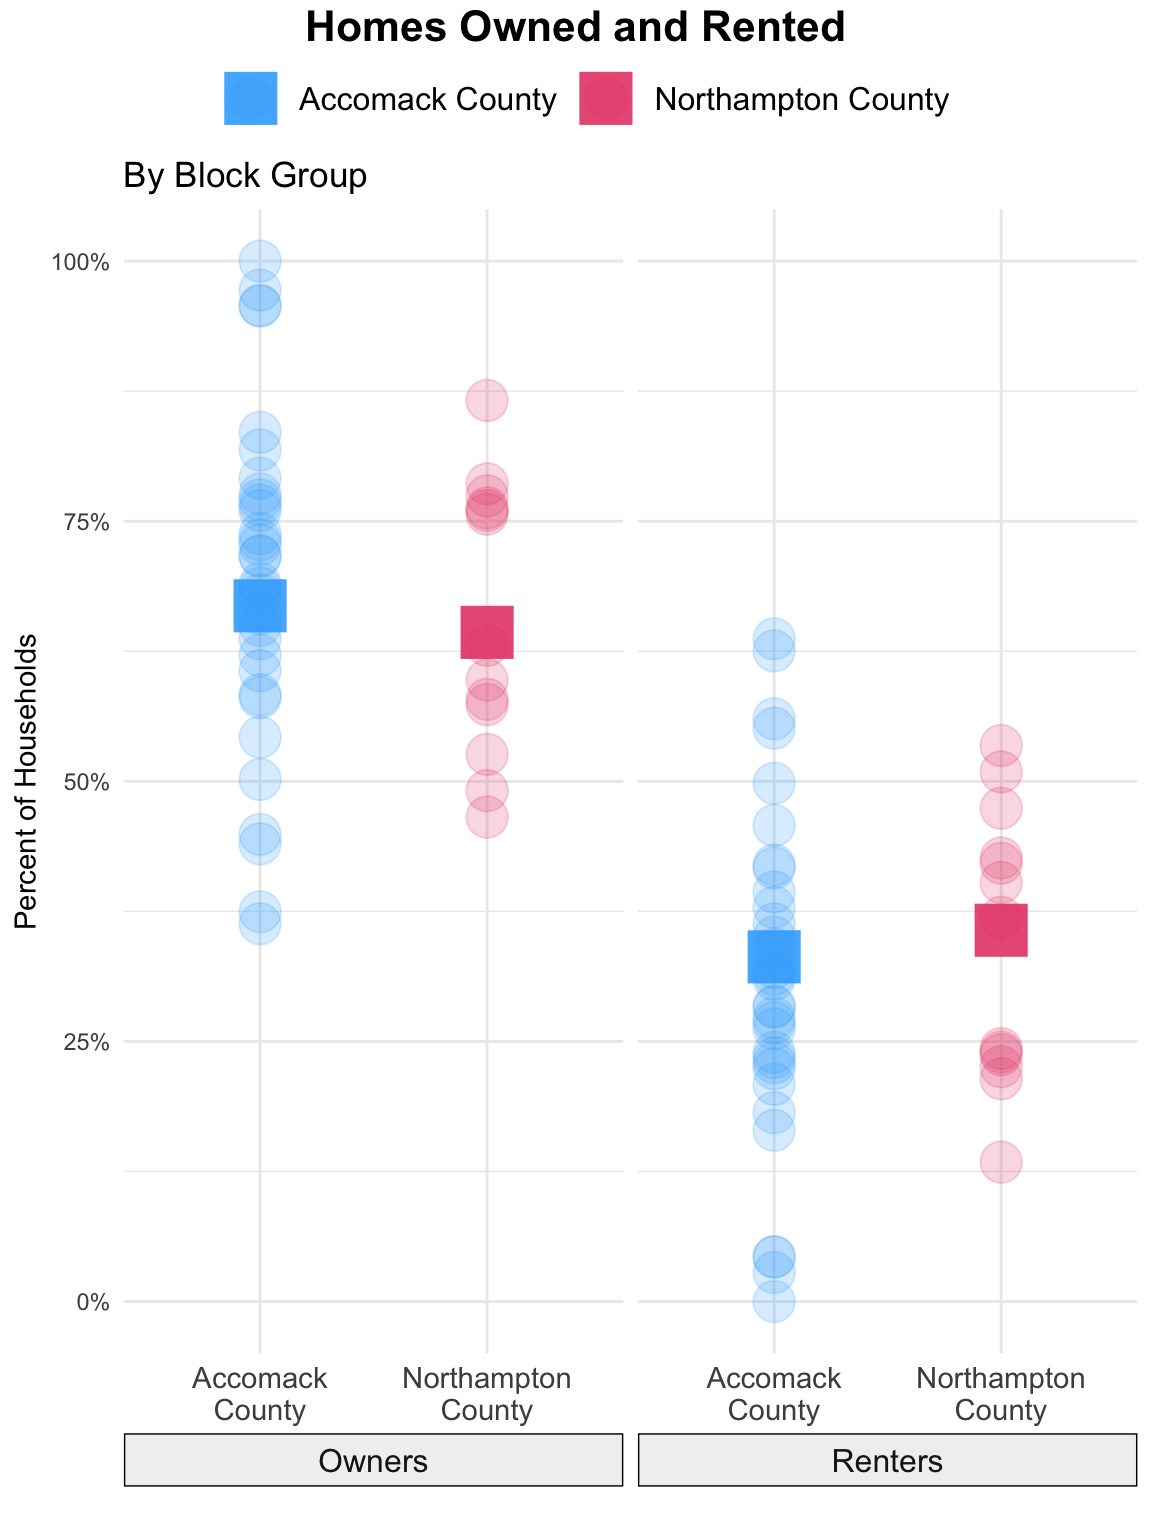 Homes Owned and Rented
Accomack County
Northampton County
By Block Group
Percent of Households
100%
75%
50%
25%
0%
Accomack
County
Northampton
County
Accomack
County
Northampton
County
Owners
Renters